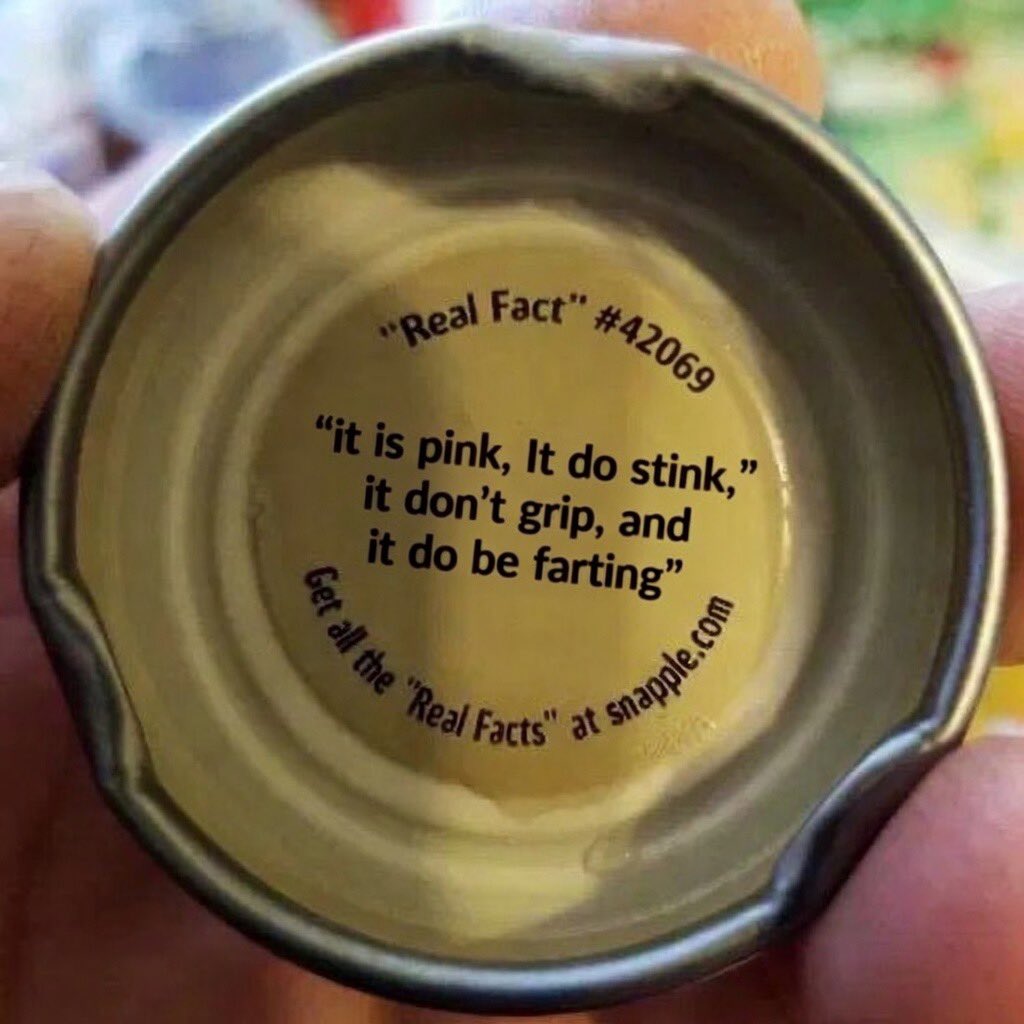 "Real Fact" #42069
“it is pink, It do stink,”
it don’t grip, and
it do be farting”
Get all the "Real Facts" at snapple.com